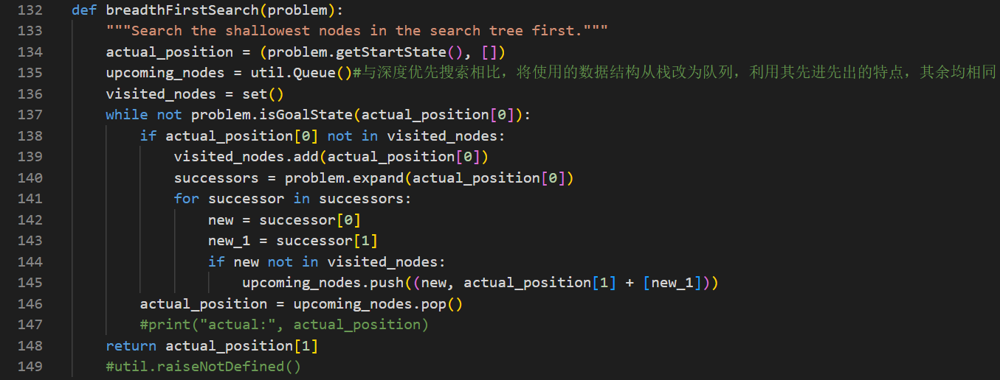 132 def breadthFirstSearch(problem):
133 """Search the shallowest nodes in the search tree first."""
134 actual_position = (problem.getStartState(), [])
135 upcoming_nodes = util.Queue()#与深度优先搜索相比，将使用的数据结构从栈改为队列，利用其先进先出的特点，其余均相同
136 visited_nodes = set()
137 while not problem.isGoalState(actual_position[0]):
138 if actual_position[0] not in visited_nodes:
139 visited_nodes.add(actual_position[0])
140 successors = problem.expand(actual_position[0])
141 for successor in successors:
142 new = successor[0]
143 new_1 = successor[1]
144 if new not in visited_nodes:
145 upcoming_nodes.push((new, actual_position[1] + [new_1]))
146 actual_position = upcoming_nodes.pop()
147 #print("actual:", actual_position)
148 return actual_position[1]
149 #util.raiseNotDefined()